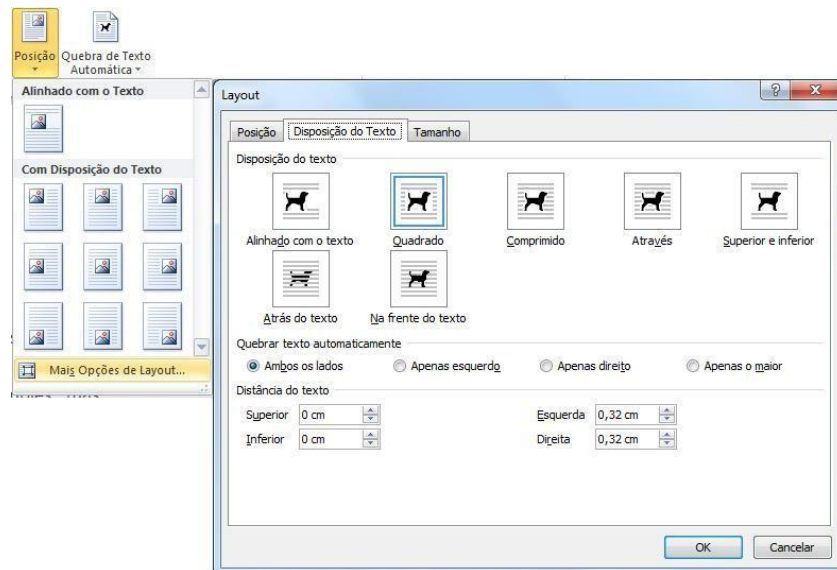 Posição
Quebra de Texto
Automática
Alinhado com o Texto
Com Disposição do Texto
Mais Opções de Layout...
Layout
Posição Disposição do Texto Tamanho
Disposição do texto
Alinhado com o texto Quadrado Comprimido Através Superior e inferior
Atrás do texto Na frente do texto
Quebrar texto automaticamente
Ambos os lados Apenas esquerdo Apenas direito Apenas o maior
Distância do texto
Superior 0 cm Esquerda 0,32 cm
Inferior 0 cm Direita 0,32 cm
OK Cancelar